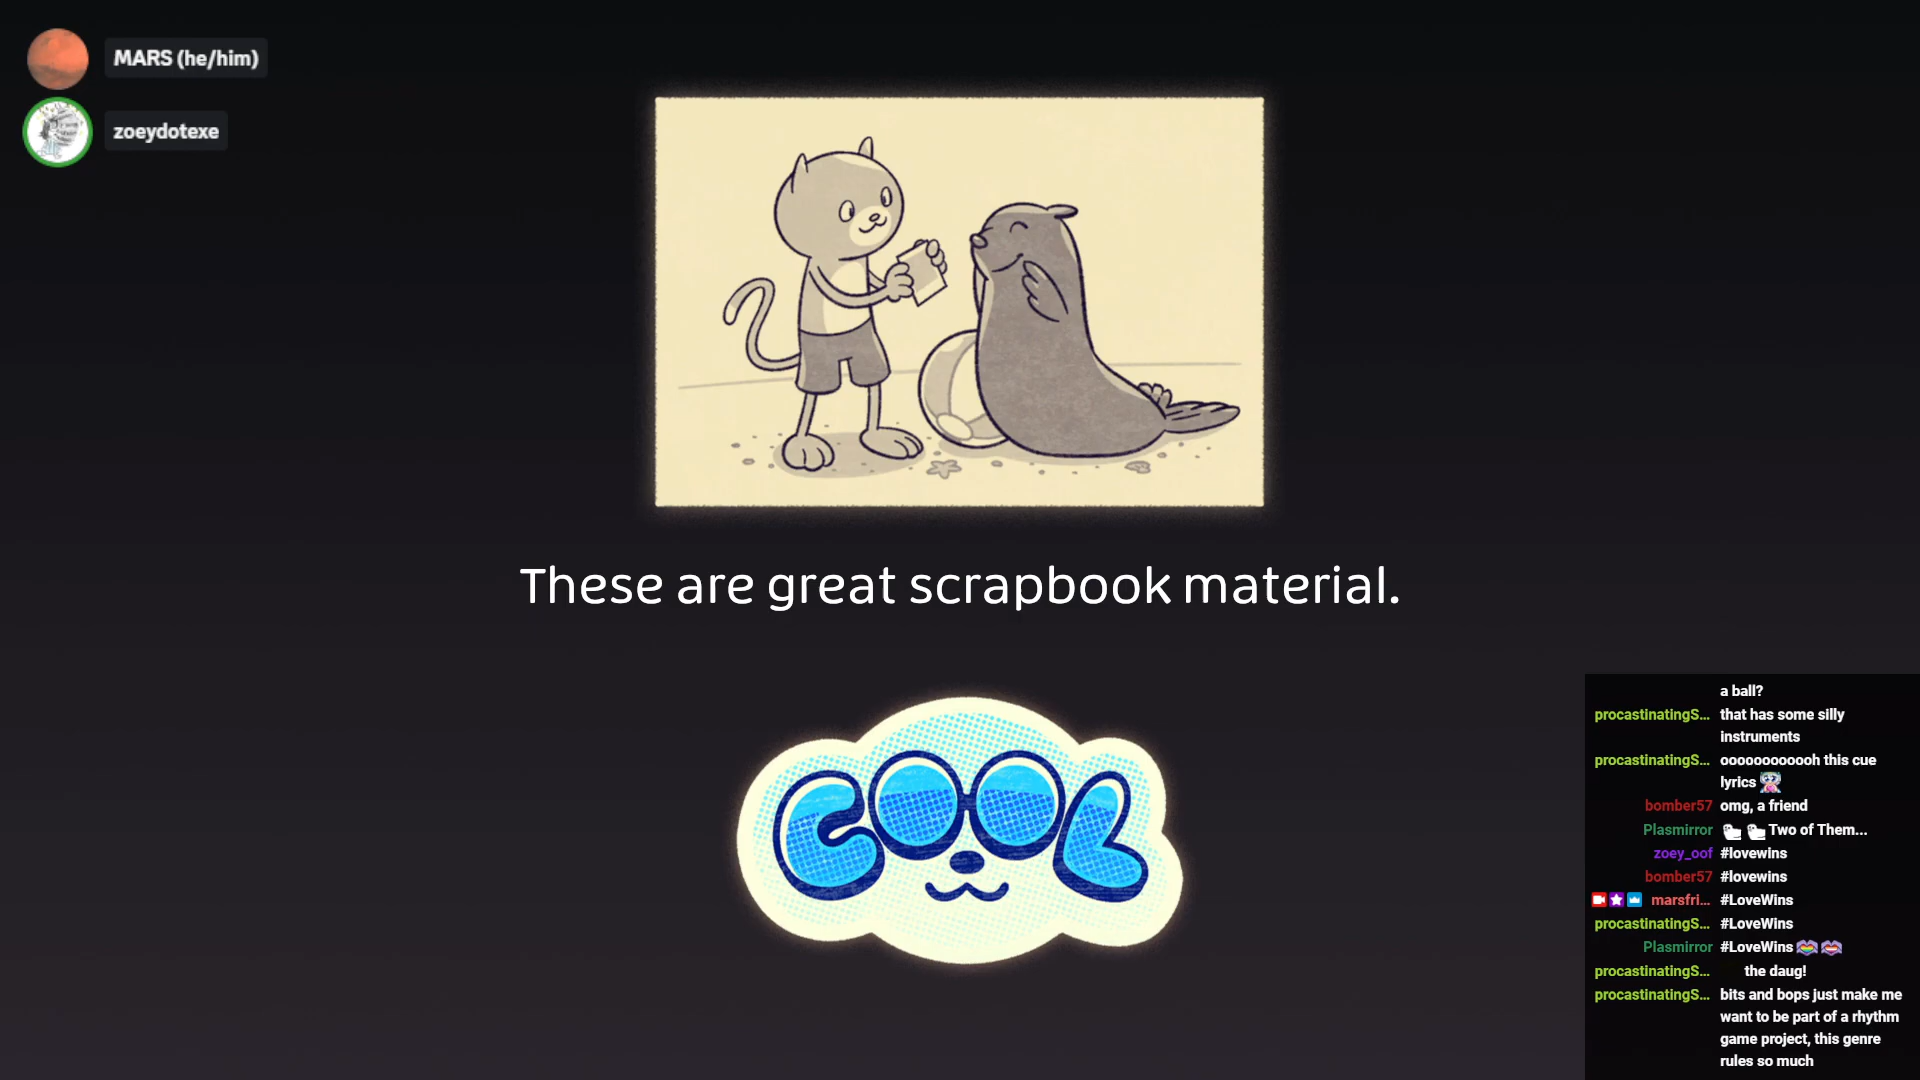 MARS (he/him)
zoeydotexe
These are great scrapbook material.
COOL
a ball?
procastinatingS... that has some silly
instruments
procastinatingS... oooooooooooh this cue
lyrics
bomber57 omg, a friend
Plasmirror Two of Them...
zoey_oof #lovewins
bomber57 #lovewins
marsfri... #LoveWins
procastinatingS... #LoveWins
Plasmirror #LoveWins
procastinatingS... the daug!
procastinatingS... bits and bops just make me
want to be part of a rhythm
game project, this genre
rules so much